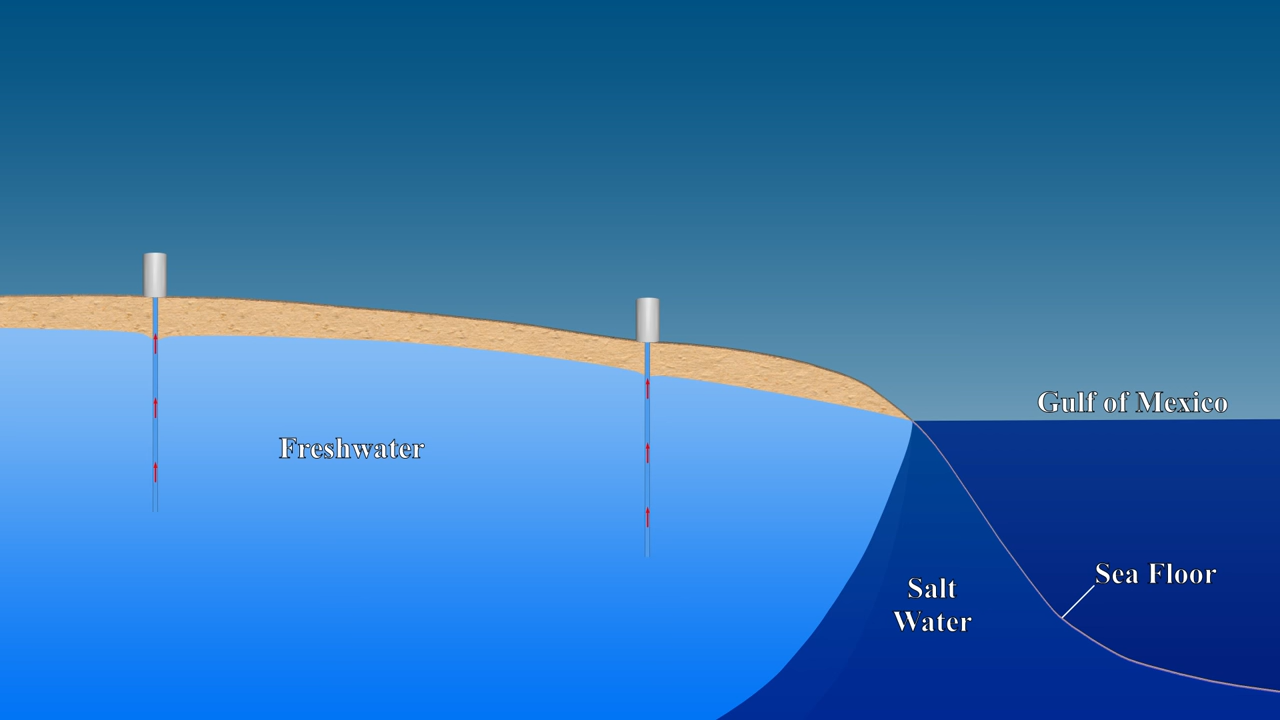 Gulf of Mexico
Freshwater
Sea Floor
Salt
Water